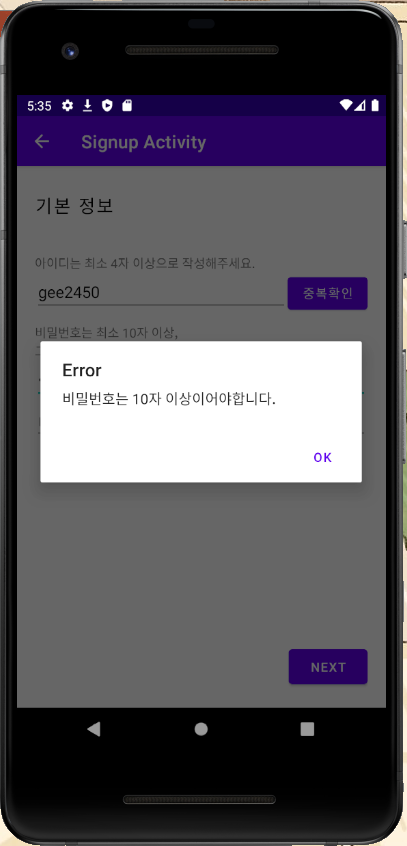 5:35
Signup Activity
기본 정보
아이디는 최소 4자 이상으로 작성해주세요.
gee2450
중복확인
비밀번호는 최소 10자 이상,
Error
비밀번호는 10자 이상이어야합니다.
OK
NEXT